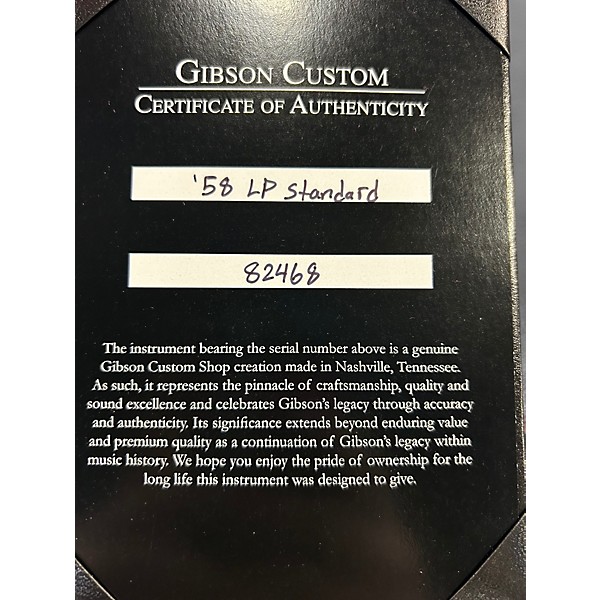 GIBSON CUSTOM
CERTIFICATE OF AUTHENTICITY
'58 LP Standard
82468
The instrument bearing the serial number above is a genuine
Gibson Custom Shop creation made in Nashville, Tennessee.
As such, it represents the pinnacle of craftsmanship, quality and
sound excellence and celebrates Gibson's legacy through accuracy
and authenticity. Its significance extends beyond enduring value
and premium quality as a continuation of Gibson's legacy within
music history. We hope you enjoy the pride of ownership for the
long life this instrument was designed to give.